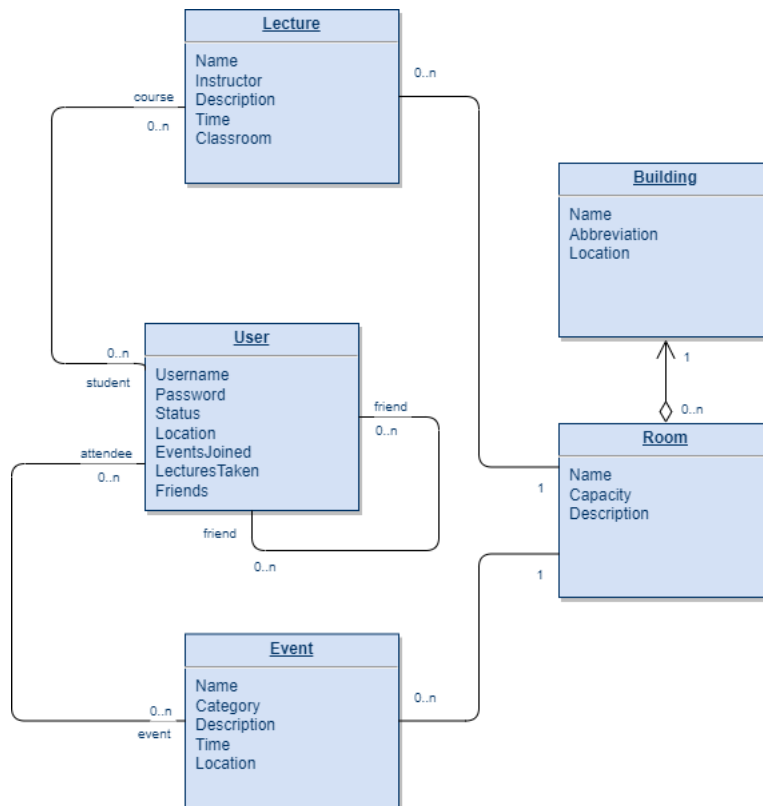 Lecture
Name
Instructor
Description
Time
Classroom
course
0..n
0..n
Building
Name
Abbreviation
Location
1
0..n
User
Username
Password
Status
Location
EventsJoined
LecturesTaken
Friends
0..n
student
friend
0..n
attendee
0..n
friend
0..n
Room
Name
Capacity
Description
1
1
Event
Name
Category
Description
Time
Location
0..n
event
0..n